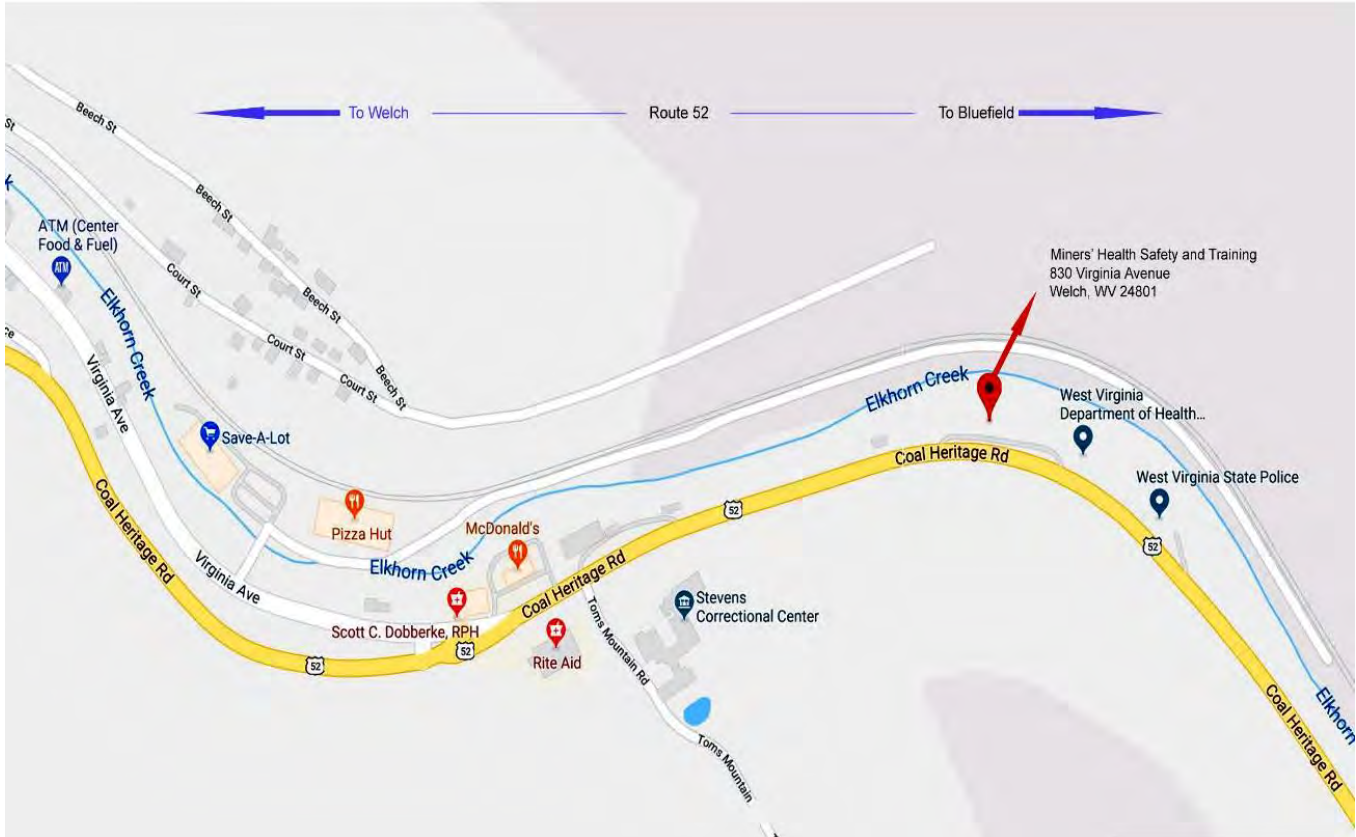 To Welch
Route 52
To Bluefield
Beech St
St
Beech St
Beech St
Beech St
Court St
Court St
Court St
ATM (Center
Food & Fuel)
ATM
Elkhorn Creek
Virginia Ave
Coal Heritage Rd
Save-A-Lot
Pizza Hut
McDonald's
Elkhorn Creek
Virginia Ave
Scott C. Dobberke, RPH
52
52
Rite Aid
Coal Heritage Rd
Toms Mountain Rd
Stevens
Correctional Center
Toms Mountain
52
Elkhorn Creek
Coal Heritage Rd
Miners' Health Safety and Training
830 Virginia Avenue
Welch, WV 24801
West Virginia
Department of Health...
West Virginia State Police
52
Coal Heritage Rd
Elkhorn